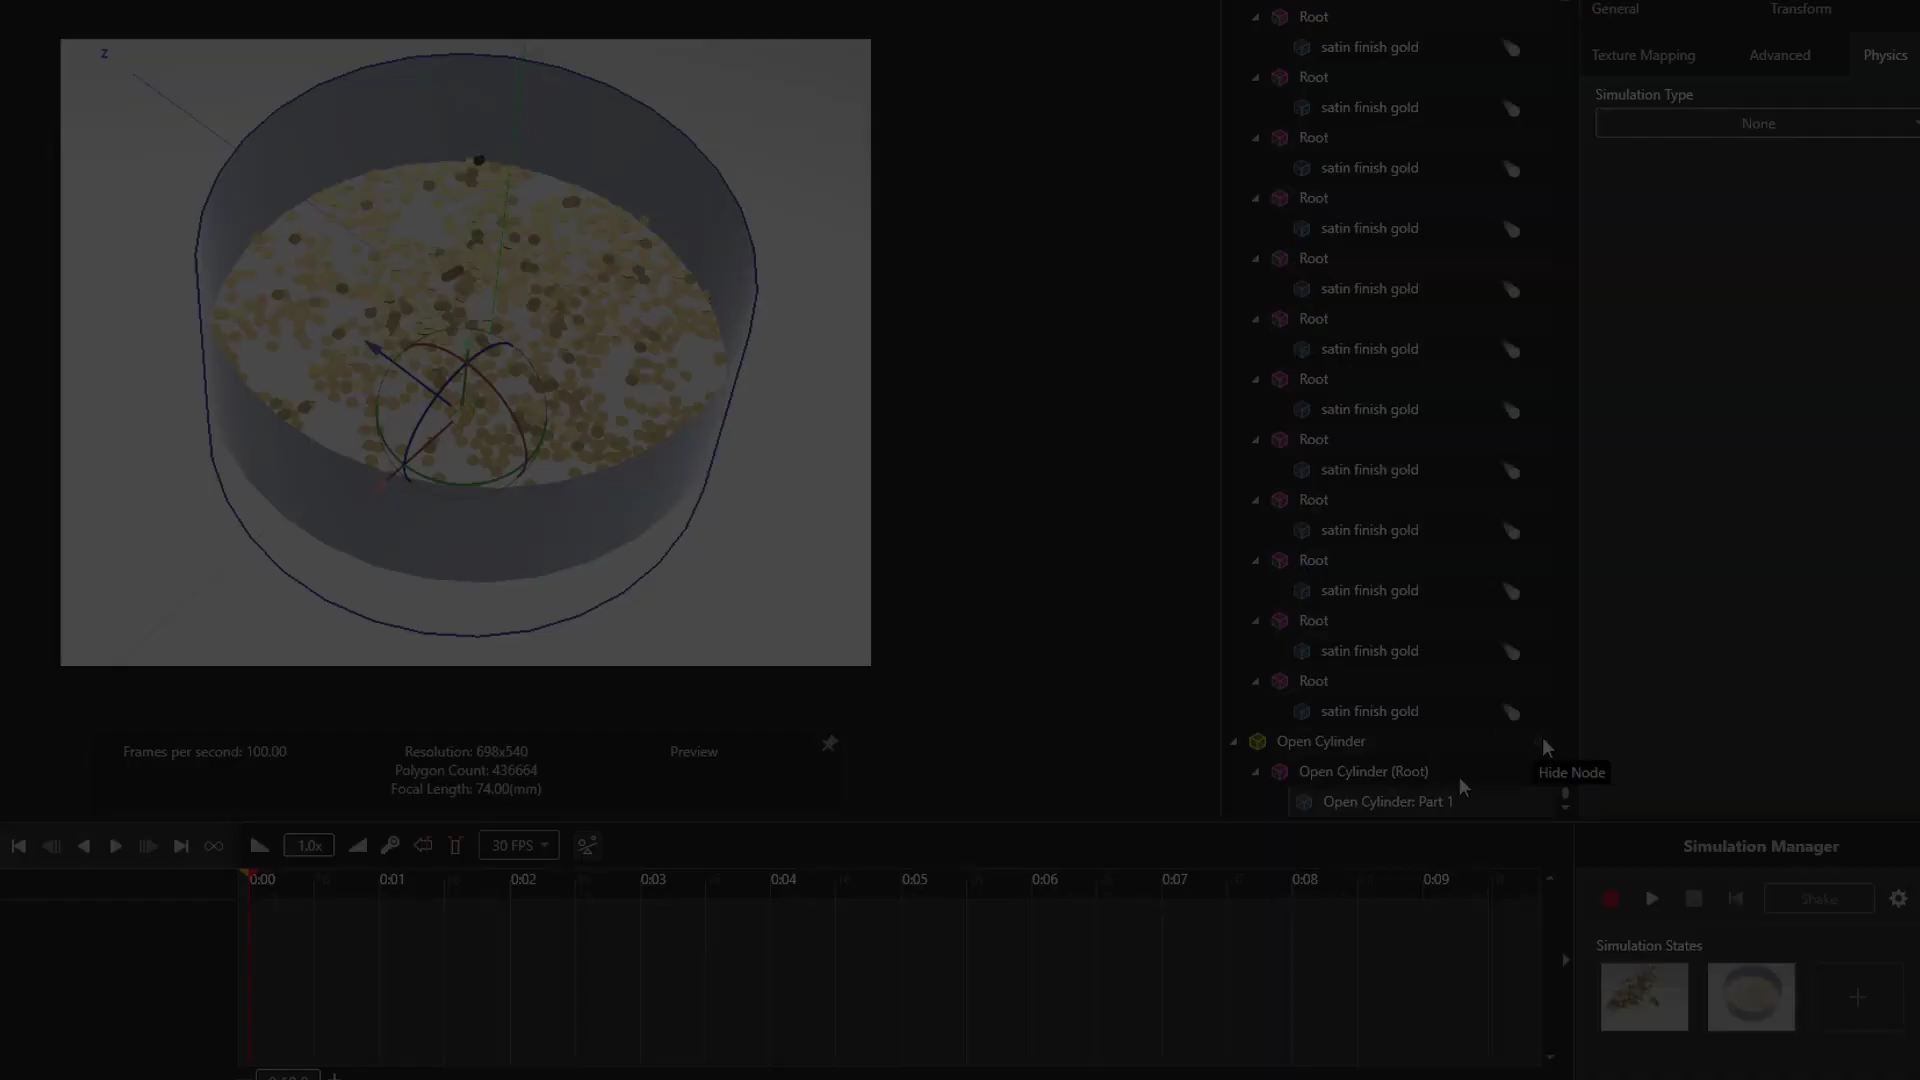 Z
Frames per second: 100.00
Resolution: 698x540
Polygon Count: 436664
Focal Length: 74.00(mm)
Preview
Root
satin finish gold
Root
satin finish gold
Root
satin finish gold
Root
satin finish gold
Root
satin finish gold
Root
satin finish gold
Root
satin finish gold
Root
satin finish gold
Root
satin finish gold
Root
satin finish gold
Root
satin finish gold
Root
satin finish gold
Open Cylinder
Open Cylinder (Root)
Open Cylinder: Part 1
Hide Node
General
Transform
Texture Mapping
Advanced
Physics
Simulation Type
None
1.0x
30 FPS
0:00
0:01
0:02
0:03
0:04
0:05
0:06
0:07
0:08
0:09
Simulation Manager
Shake
Simulation States